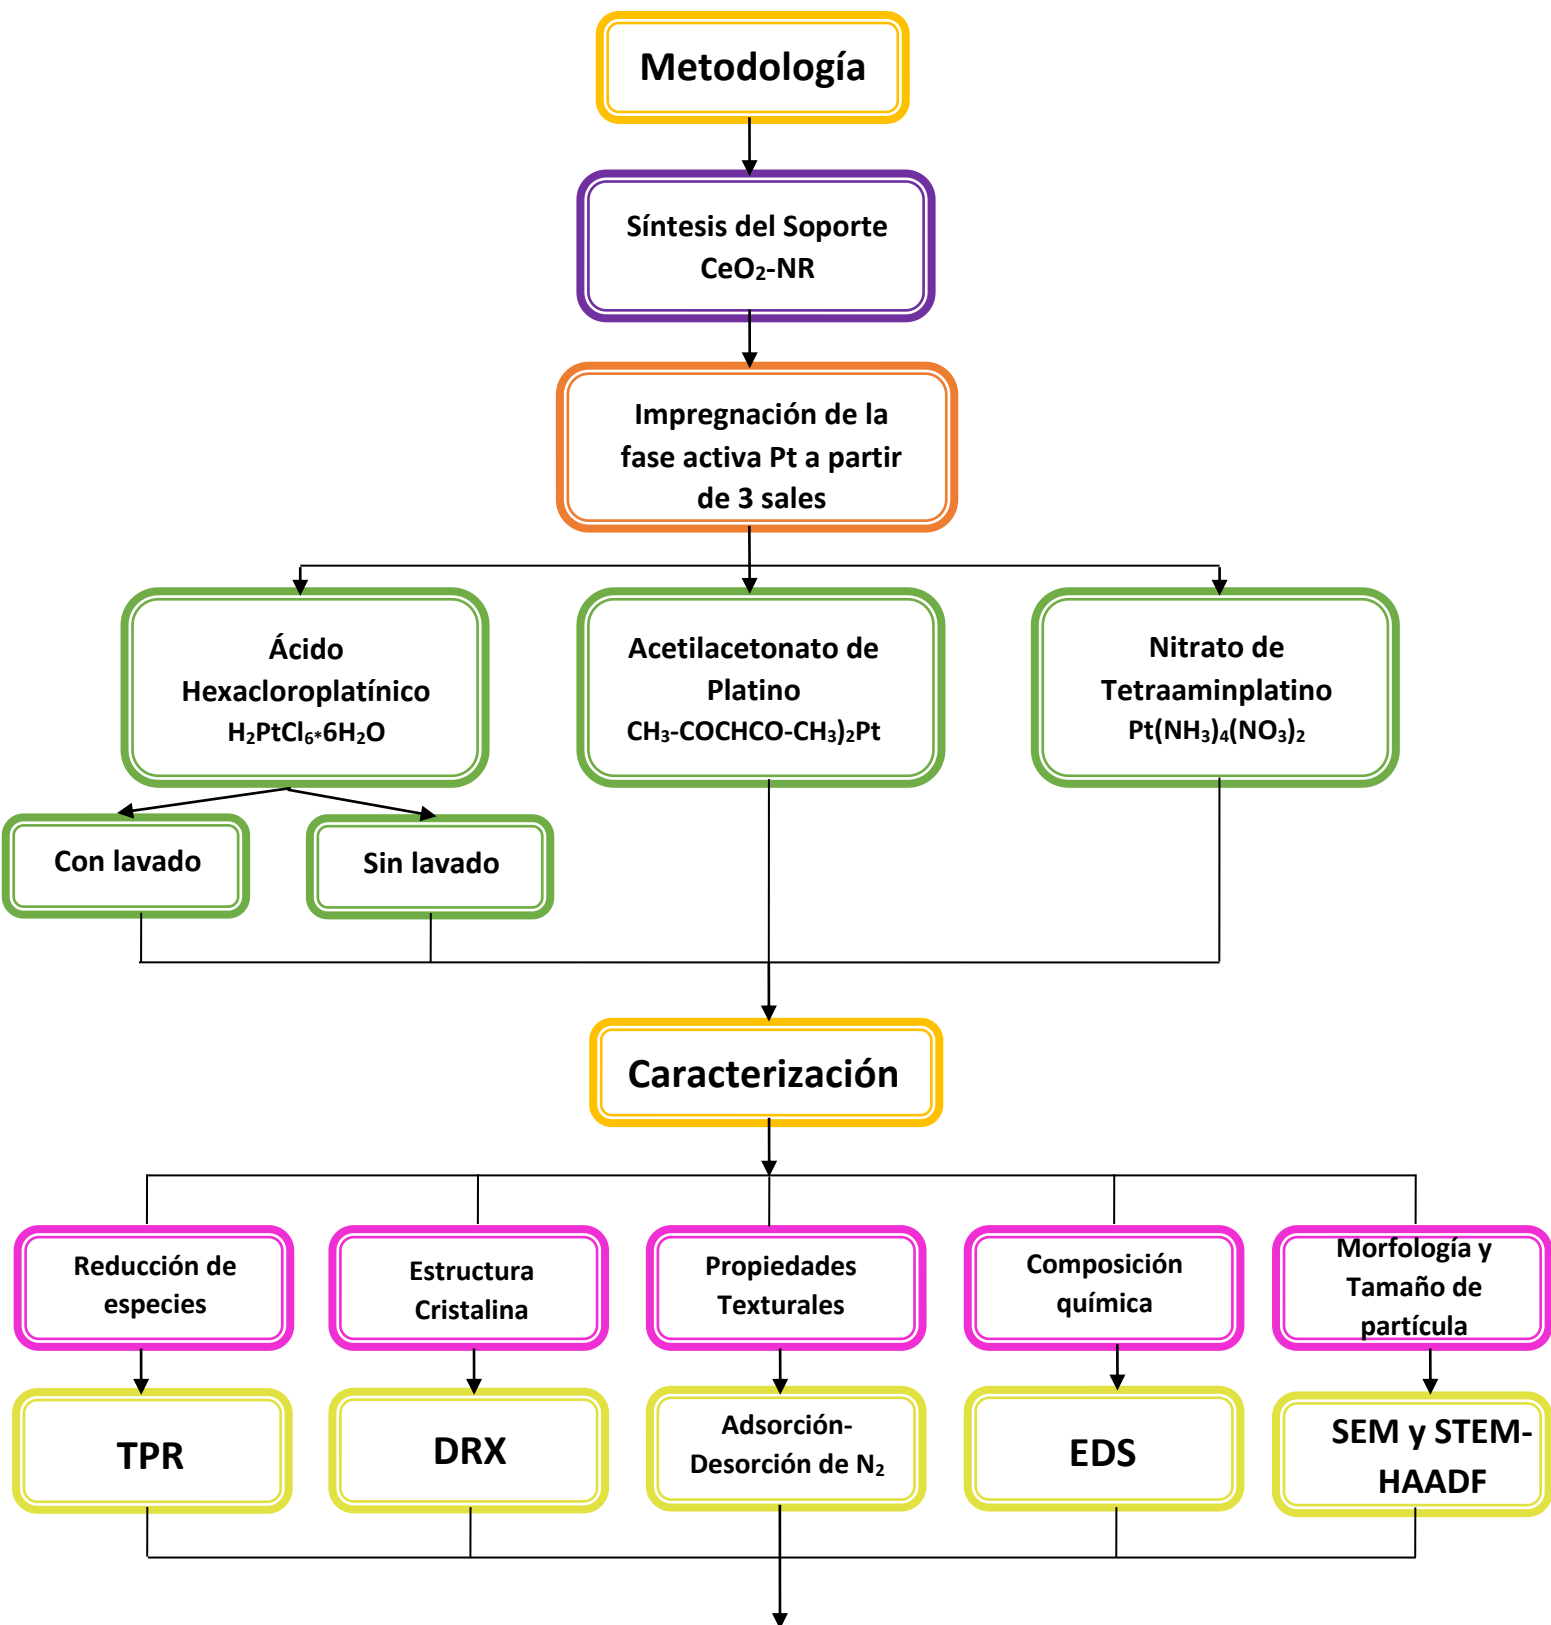 Metodología
Síntesis del Soporte
CeO₂-NR
Impregnación de la
fase activa Pt a partir
de 3 sales
Ácido
Hexacloroplatínico
H₂PtCl₆*6H₂O
Acetilacetonato de
Platino
CH₃-COCHCO-CH₃)₂Pt
Nitrato de
Tetraaminplatino
Pt(NH₃)₄(NO₃)₂
Con lavado
Sin lavado
Caracterización
Reducción de
especies
Estructura
Cristalina
Propiedades
Texturales
Composición
química
Morfología y
Tamaño de
partícula
TPR
DRX
Adsorción-
Desorción de N₂
EDS
SEM y STEM-
HAADF